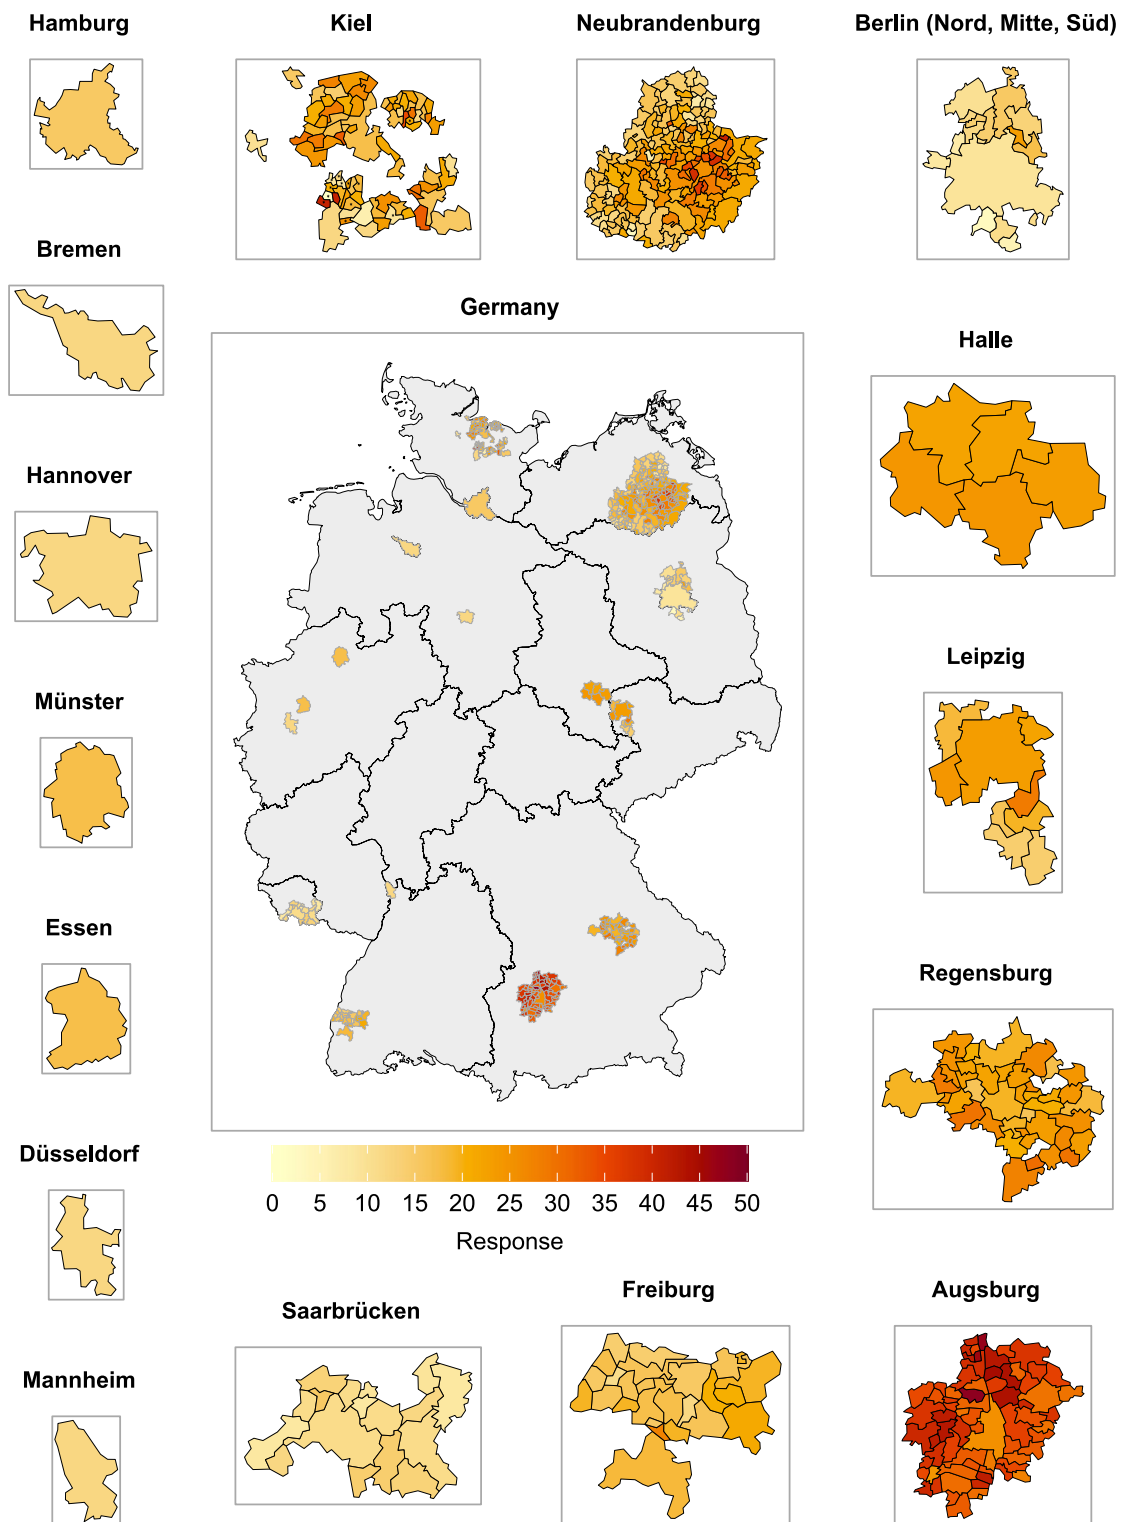 Hamburg
Kiel
Neubrandenburg
Berlin (Nord, Mitte, Süd)
Bremen
Germany
Halle
Hannover
Leipzig
Münster
Essen
Regensburg
Düsseldorf
0 5 10 15 20 25 30 35 40 45 50
Response
Freiburg
Augsburg
Saarbrücken
Mannheim